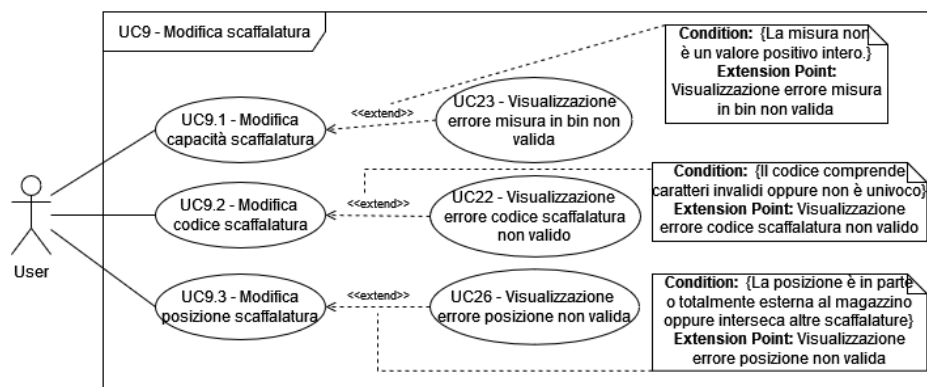 UC9 - Modifica scaffalatura
Condition: {La misura non
è un valore positivo intero.}
Extension Point:
Visualizzazione errore misura
in bin non valida
<<extend>>
UC23 - Visualizzazione
errore misura in bin non
valida
UC9.1 - Modifica
capacità scaffalatura
Condition: {Il codice comprende
caratteri invalidi oppure non è univoco}
Extension Point: Visualizzazione
errore codice scaffalatura non valido
<<extend>>
UC22 - Visualizzazione
errore codice scaffalatura
non valido
UC9.2 - Modifica
codice scaffalatura
User
Condition: {La posizione è in parte
o totalmente esterna al magazzino
oppure interseca altre scaffalature}
Extension Point: Visualizzazione
errore posizione non valida
<<extend>>
UC26 - Visualizzazione
errore posizione non valida
UC9.3 - Modifica
posizione scaffalatura